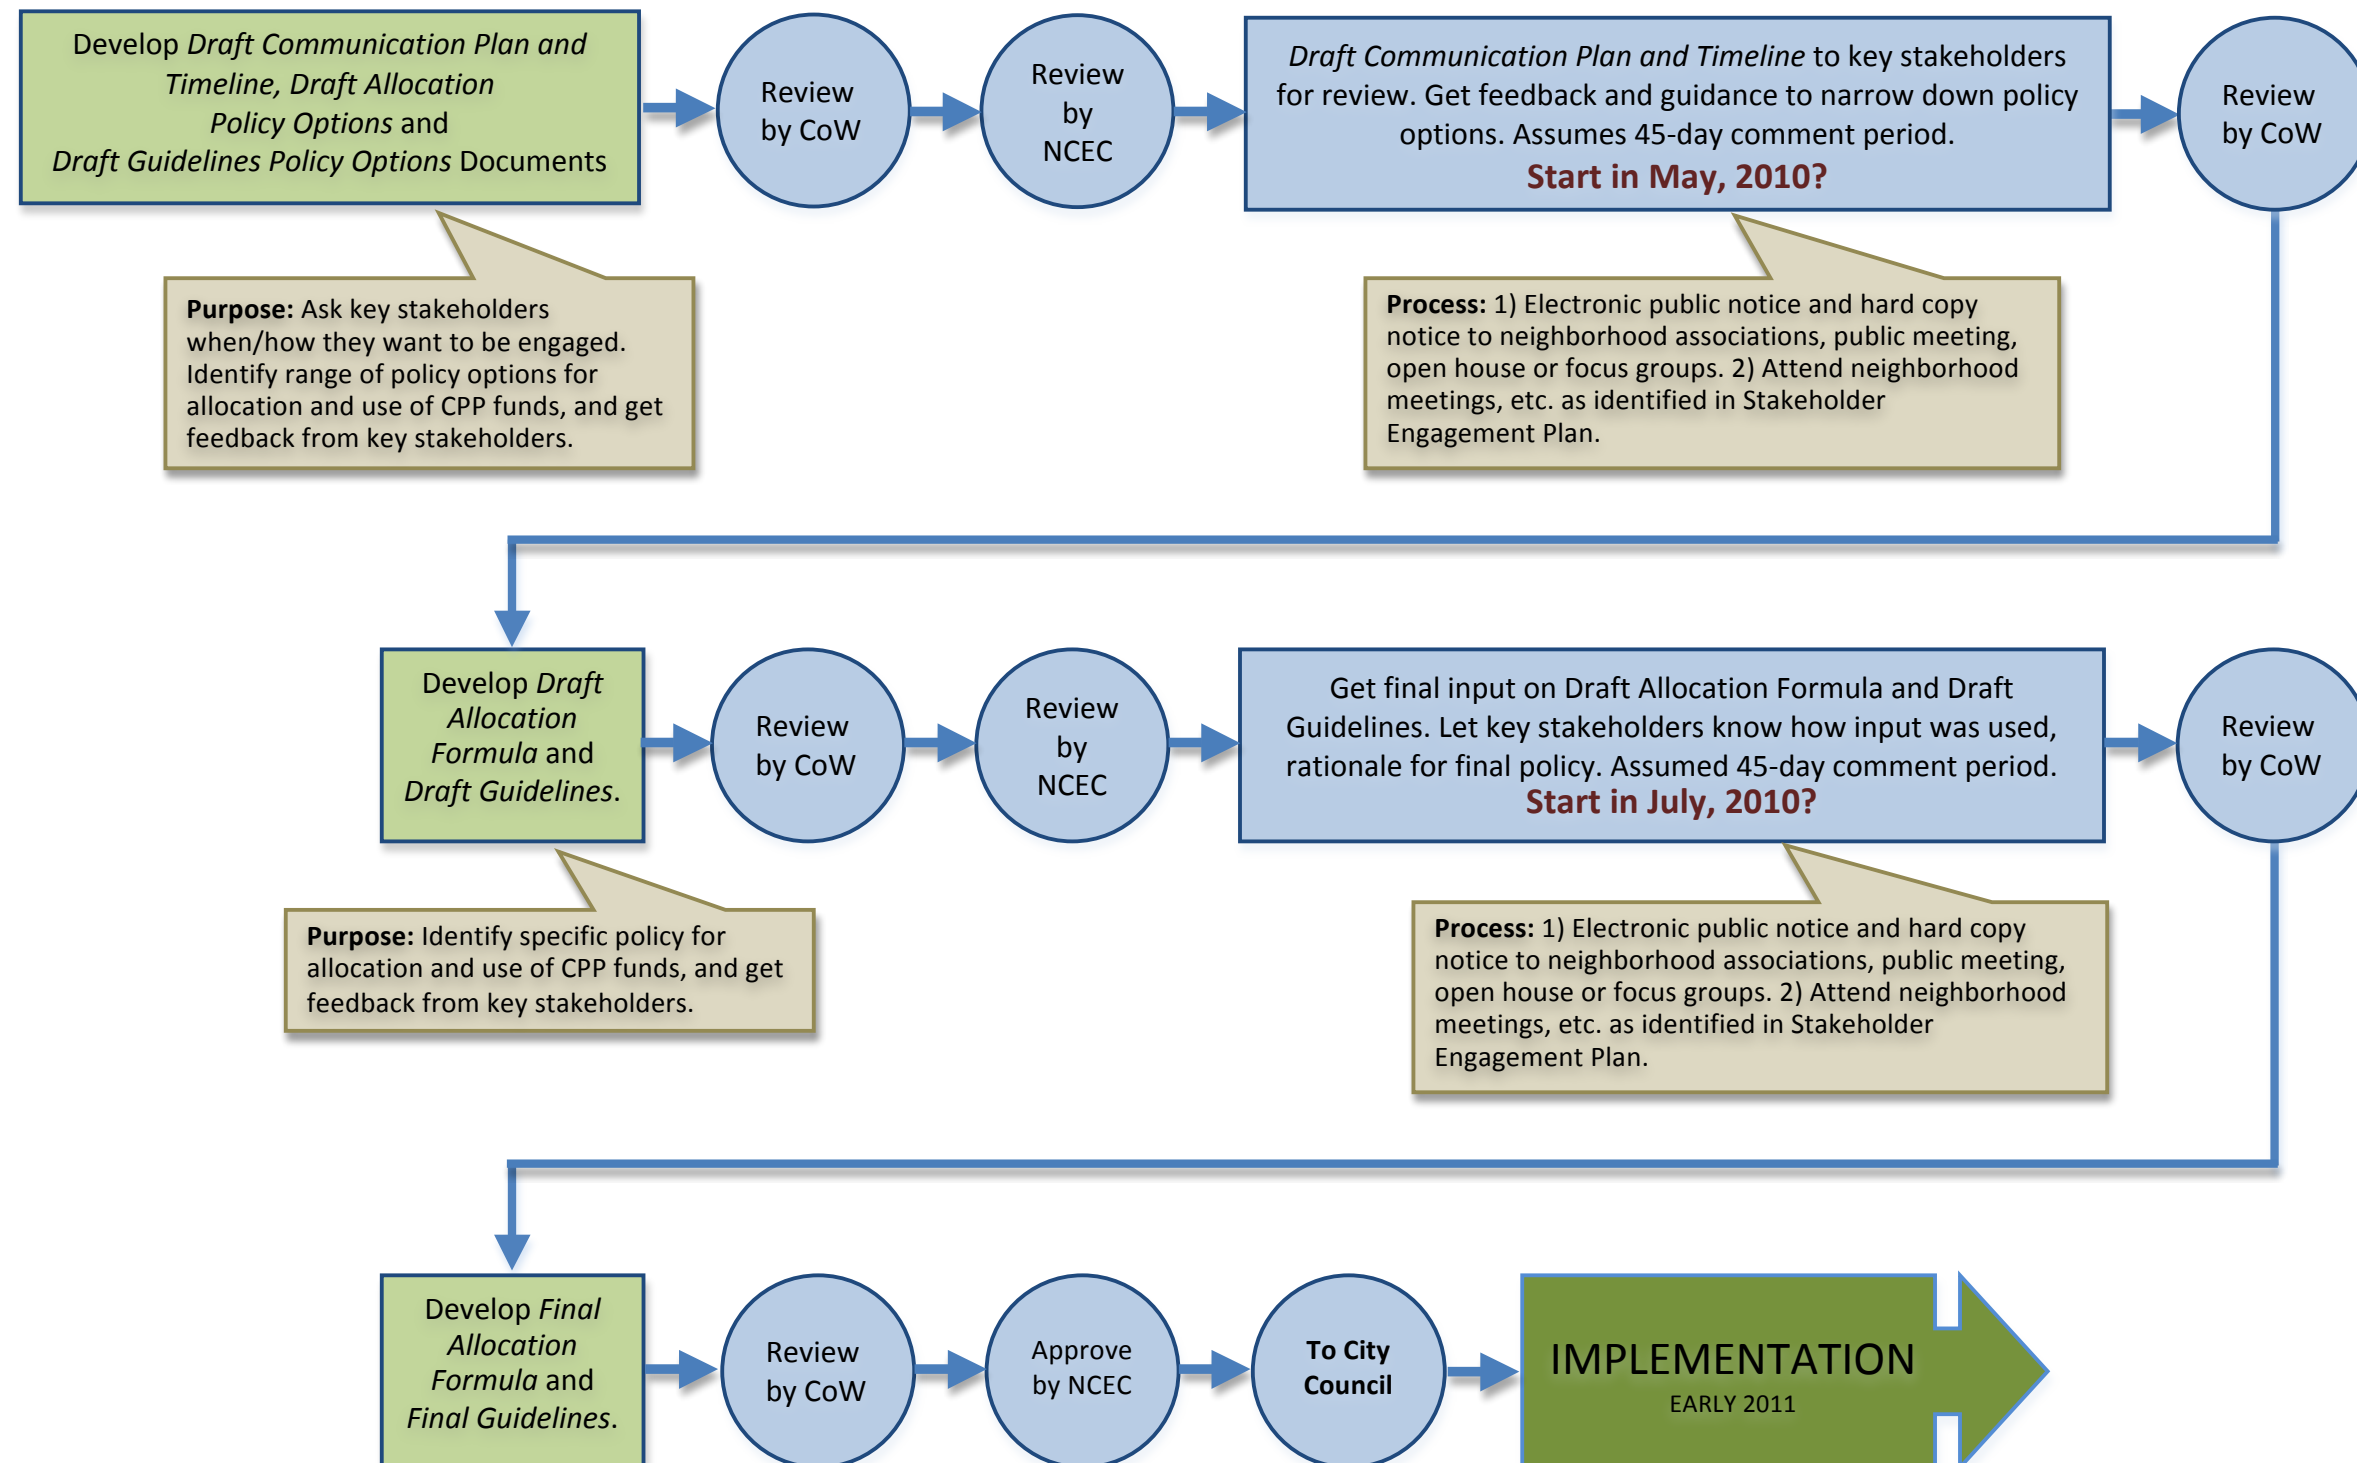 Develop Draft Communication Plan and
Timeline, Draft Allocation
Policy Options and
Draft Guidelines Policy Options Documents
Review
by CoW
Review
by
NCEC
Draft Communication Plan and Timeline to key stakeholders
for review. Get feedback and guidance to narrow down policy
options. Assumes 45-day comment period.
Start in May, 2010?
Review
by CoW
Purpose: Ask key stakeholders
when/how they want to be engaged.
Identify range of policy options for
allocation and use of CPP funds, and get
feedback from key stakeholders.
Process: 1) Electronic public notice and hard copy
notice to neighborhood associations, public meeting,
open house or focus groups. 2) Attend neighborhood
meetings, etc. as identified in Stakeholder
Engagement Plan.
Develop Draft
Allocation
Formula and
Draft Guidelines.
Review
by CoW
Review
by
NCEC
Get final input on Draft Allocation Formula and Draft
Guidelines. Let key stakeholders know how input was used,
rationale for final policy. Assumed 45-day comment period.
Start in July, 2010?
Review
by CoW
Purpose: Identify specific policy for
allocation and use of CPP funds, and get
feedback from key stakeholders.
Process: 1) Electronic public notice and hard copy
notice to neighborhood associations, public meeting,
open house or focus groups. 2) Attend neighborhood
meetings, etc. as identified in Stakeholder
Engagement Plan.
Develop Final
Allocation
Formula and
Final Guidelines.
Review
by CoW
Approve
by NCEC
To City
Council
IMPLEMENTATION
EARLY 2011